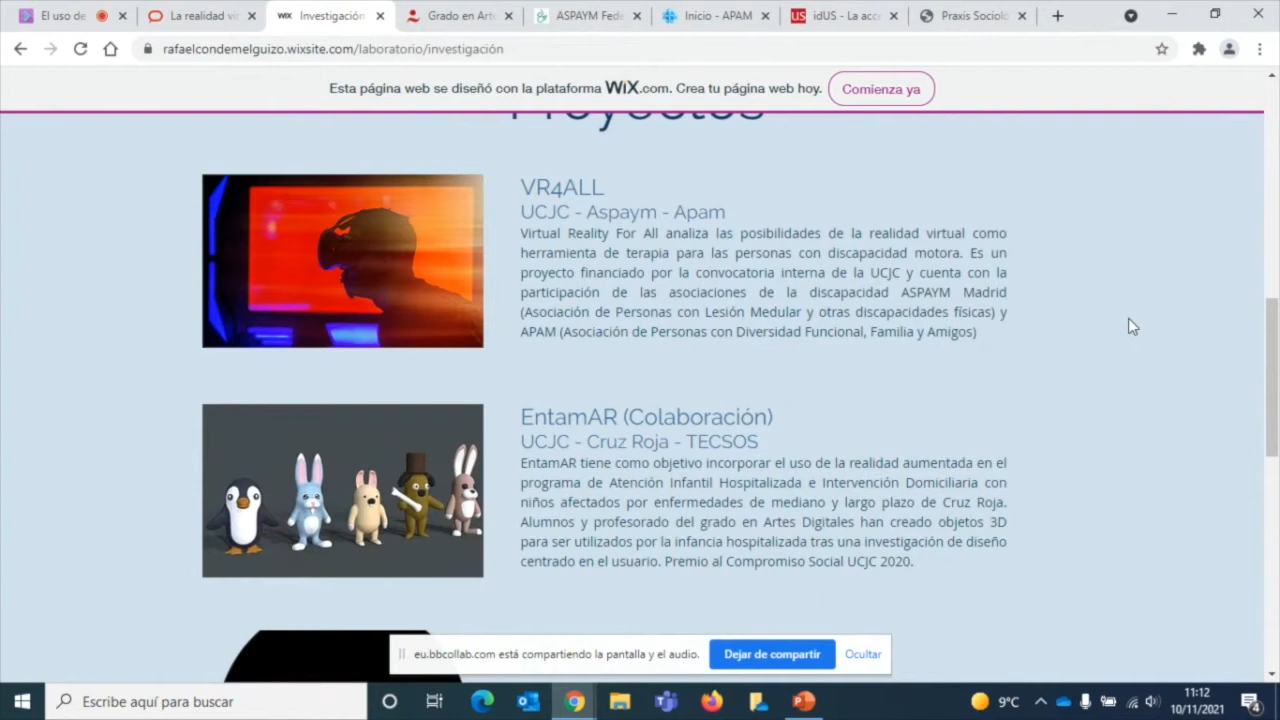 El uso de
La realidad vir
WiX Investigación
Grado en Arte
ASPAYM Fede
Inicio - APAM
US idUS - La acce
Praxis Sociolo
rafaelcondemelguizo.wixsite.com/laboratorio/investigación
Esta página web se diseñó con la plataforma WiX.com. Crea tu página web hoy. Comienza ya
Proyectos
VR4ALL
UCJC - Aspaym - Apam
Virtual Reality For All analiza las posibilidades de la realidad virtual como
herramienta de terapia para las personas con discapacidad motora. Es un
proyecto financiado por la convocatoria interna de la UCJC y cuenta con la
participación de las asociaciones de la discapacidad ASPAYM Madrid
(Asociación de Personas con Lesión Medular y otras discapacidades físicas) y
APAM (Asociación de Personas con Diversidad Funcional, Familia y Amigos)
EntamAR (Colaboración)
UCJC - Cruz Roja - TECSOS
EntamAR tiene como objetivo incorporar el uso de la realidad aumentada en el
programa de Atención Infantil Hospitalizada e Intervención Domiciliaria con
niños afectados por enfermedades de mediano y largo plazo de Cruz Roja.
Alumnos y profesorado del grado en Artes Digitales han creado objetos 3D
para ser utilizados por la infancia hospitalizada tras una investigación de diseño
centrado en el usuario. Premio al Compromiso Social UCJC 2020.
eu.bbcollab.com está compartiendo la pantalla y el audio. Dejar de compartir Ocultar
Escribe aquí para buscar
9°C
11:12
10/11/2021
4